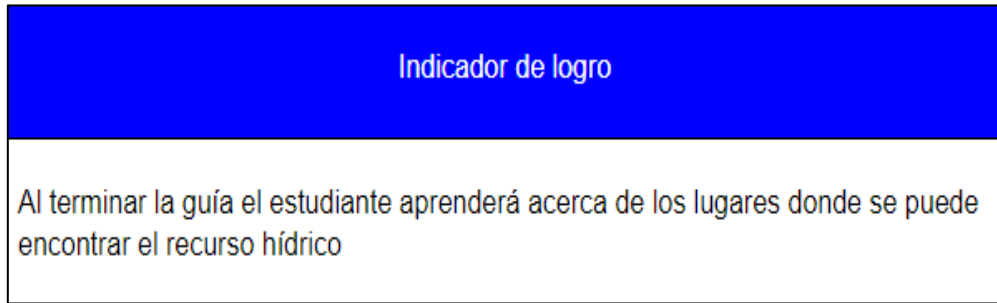 Indicador de logro
Al terminar la guía el estudiante aprenderá acerca de los lugares donde se puede
encontrar el recurso hídrico